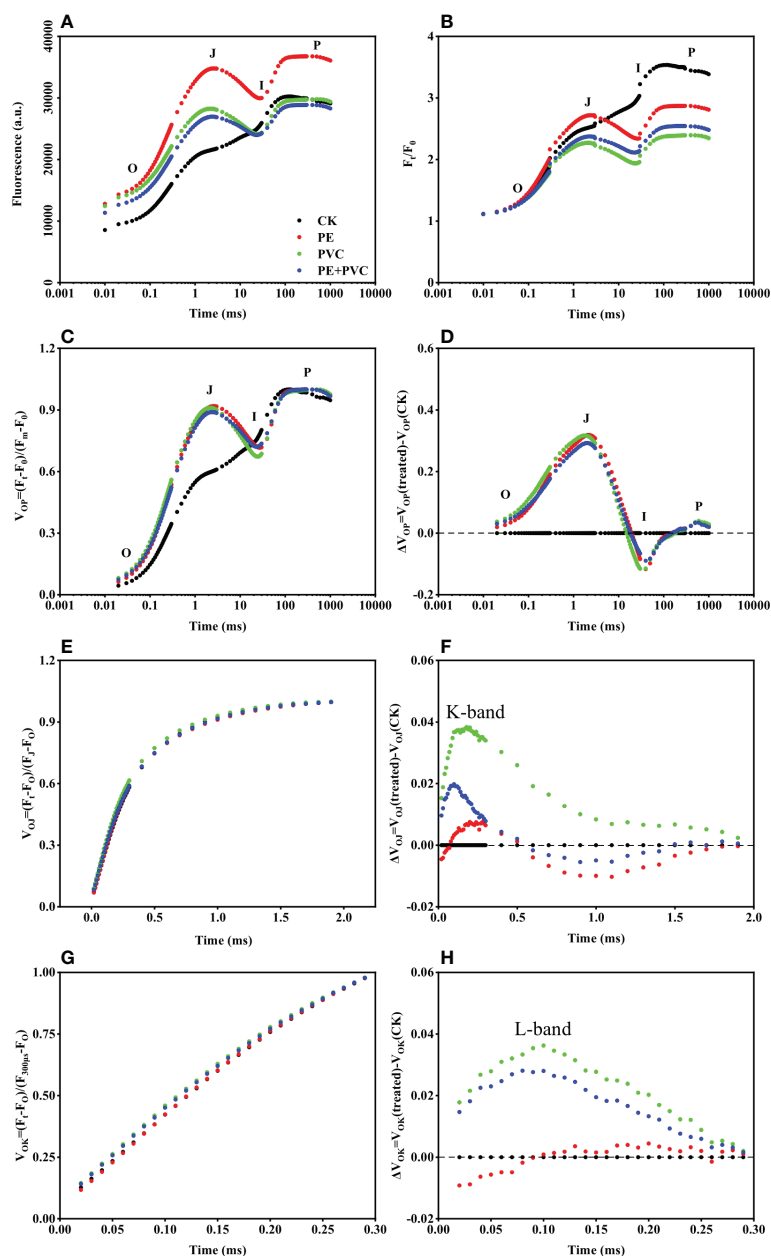 A
Fluorescence (a.u.)
40000
30000
20000
10000
0
O
J
I
P
CK
PE
PVC
PE+PVC
0.001 0.01 0.1 1 10 100 1000 10000
Time (ms)
B
Ft/F0
4
3
2
1
0
O
J
I
P
0.001 0.01 0.1 1 10 100 1000 10000
Time (ms)
C
VOP=(Ft-F0)/(Fm-F0)
1.2
0.9
0.6
0.3
0.0
O
J
I
P
0.001 0.01 0.1 1 10 100 1000 10000
Time (ms)
D
ΔVOP=VOP(treated)-VOP(CK)
0.6
0.4
0.2
0.0
-0.2
O
J
I
P
0.001 0.01 0.1 1 10 100 1000 10000
Time (ms)
E
VOJ=(Ft-FO)/(FJ-FO)
1.2
0.9
0.6
0.3
0.0
0.0 0.5 1.0 1.5 2.0
Time (ms)
F
ΔVOJ=VOJ(treated)-VOJ(CK)
0.06
0.04
0.02
0.00
-0.02
K-band
0.0 0.5 1.0 1.5 2.0
Time (ms)
G
VOK=(Ft-FO)/(F300μs-FO)
1.00
0.75
0.50
0.25
0.00
0.00 0.05 0.10 0.15 0.20 0.25 0.30
Time (ms)
H
ΔVOK=VOK(treated)-VOK(CK)
0.06
0.04
0.02
0.00
-0.02
L-band
0.00 0.05 0.10 0.15 0.20 0.25 0.30
Time (ms)